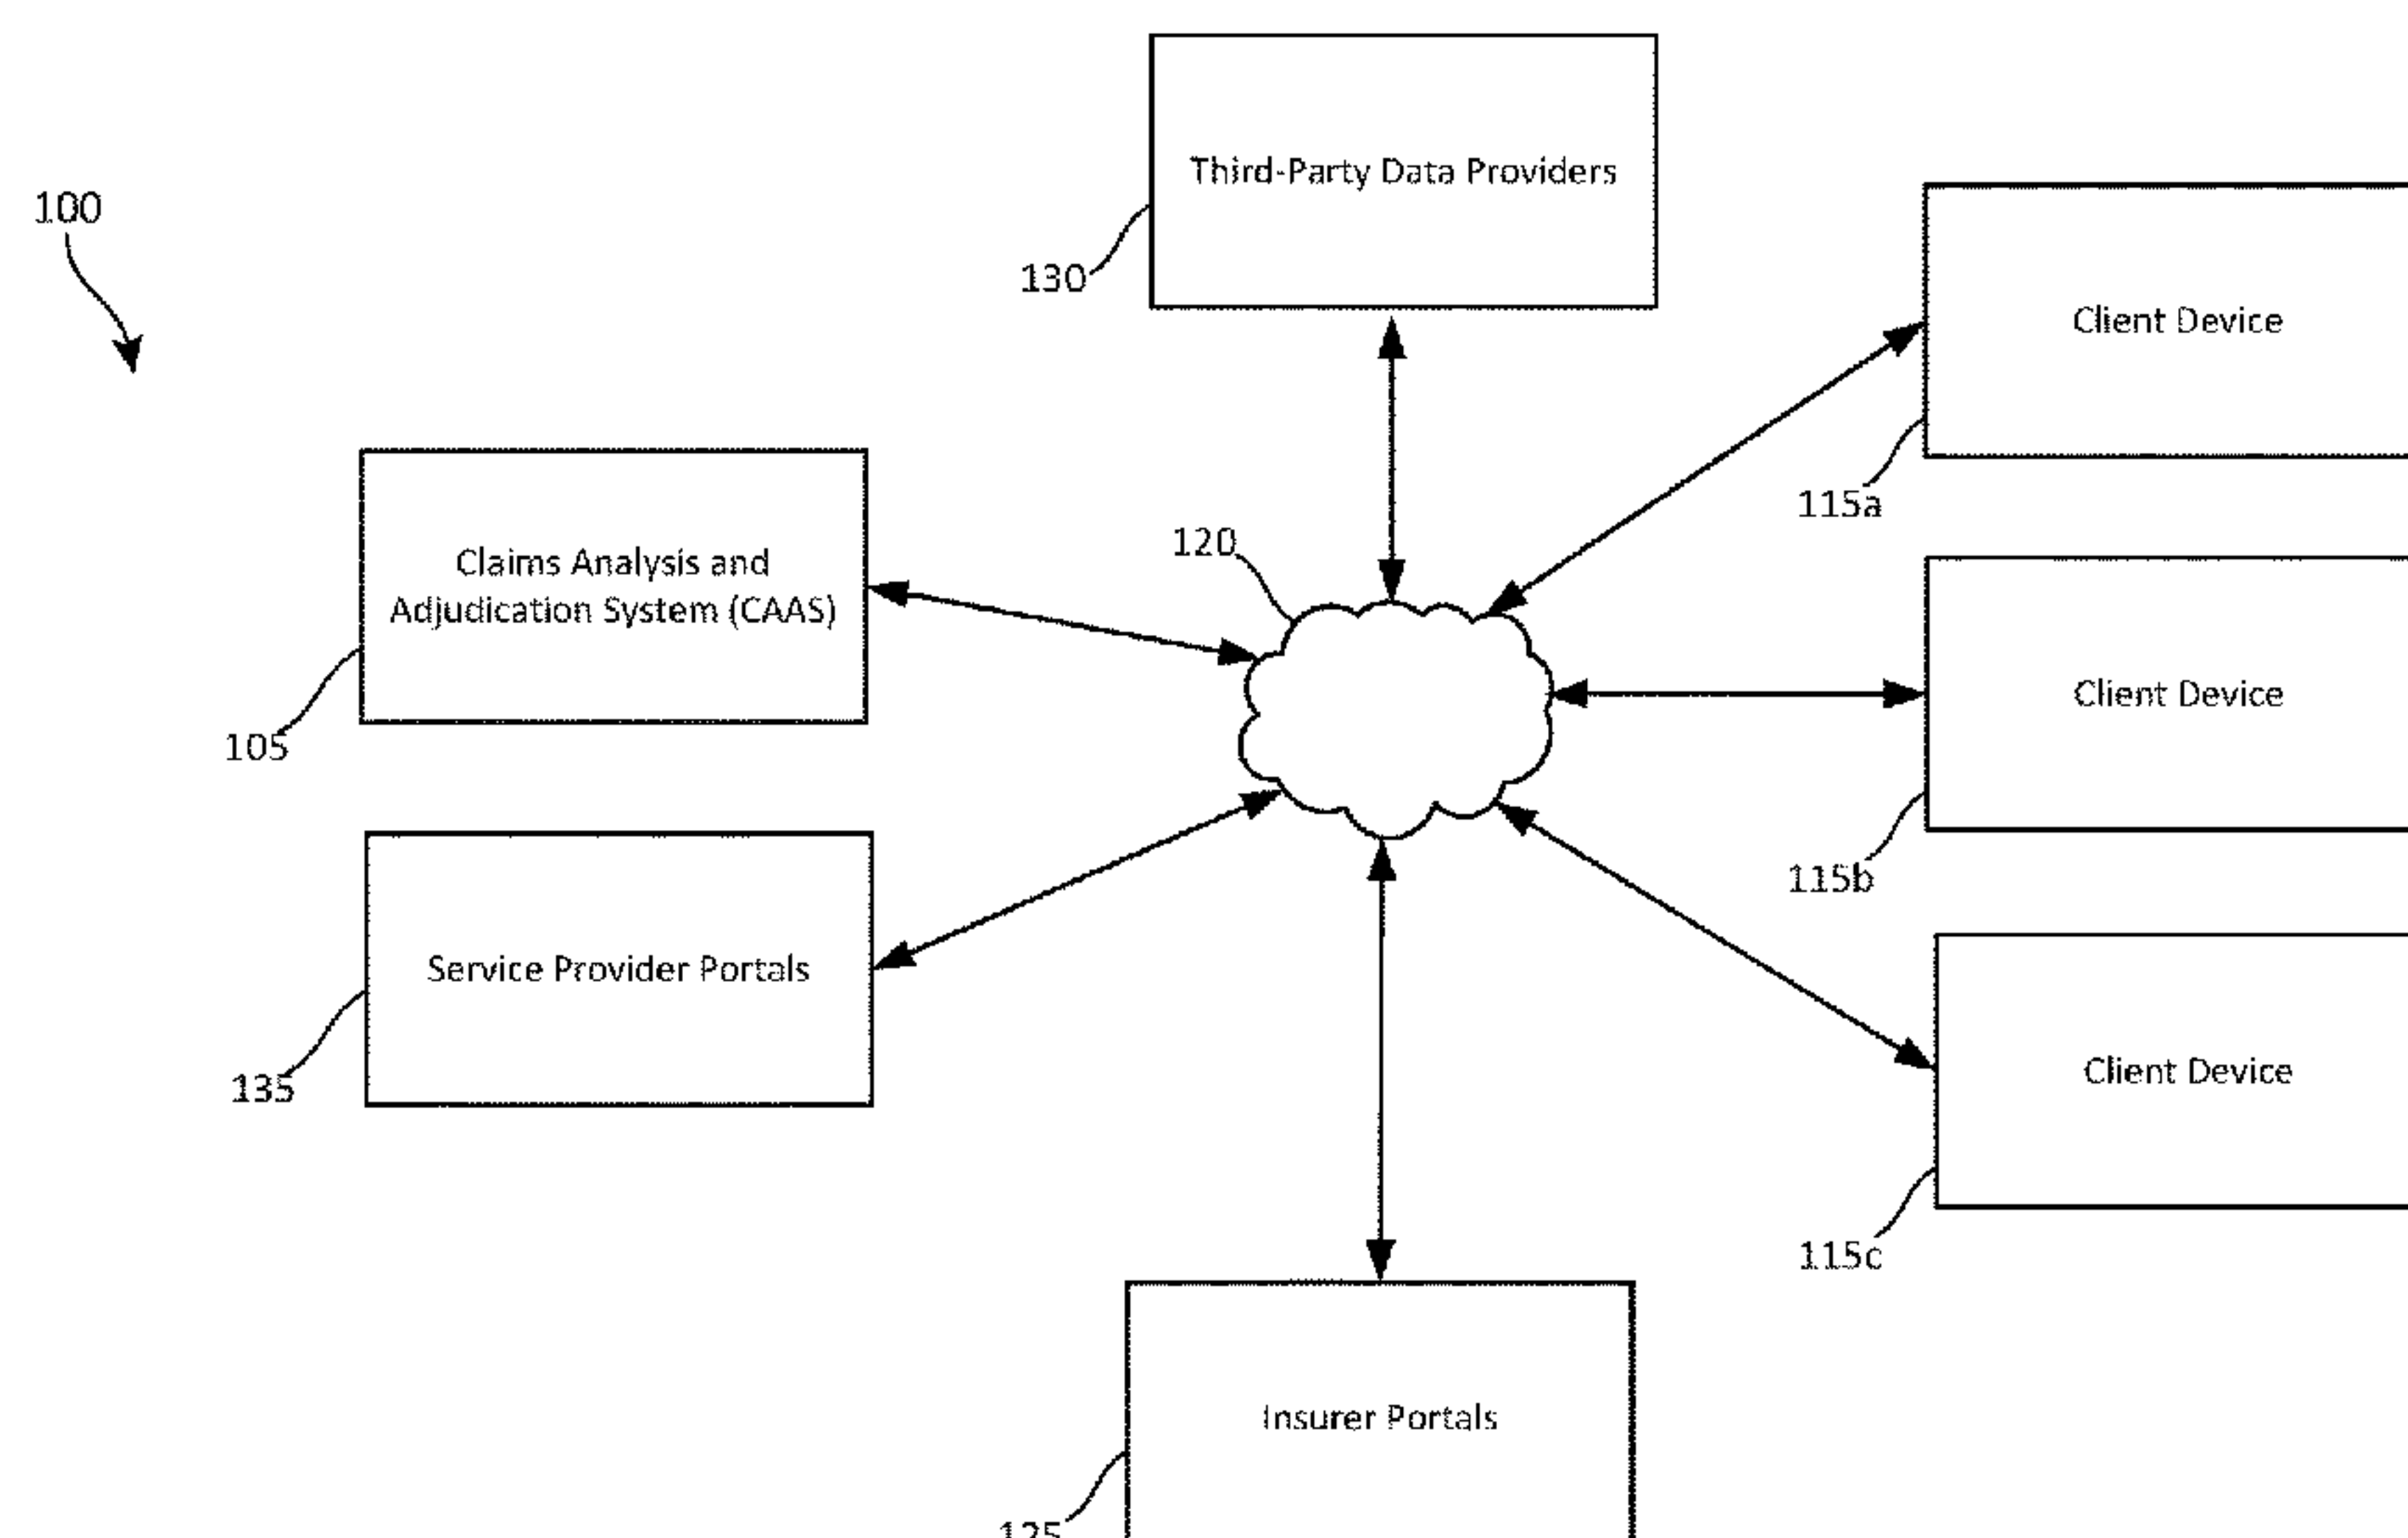 Third-Party Data Providers
100
130
Client Device
115a
120
Claims Analysis and
Adjudication System (CAAS)
105
Client Device
115b
Service Provider Portals
135
Client Device
115c
Insurer Portals
125